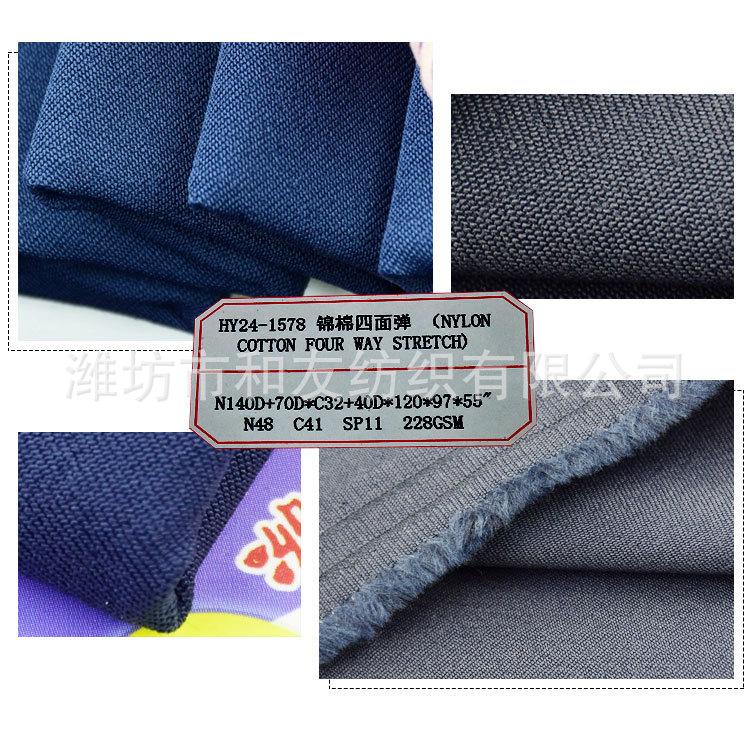 HY24-1578 锦棉四面弹 (NYLON
COTTON FOUR WAY STRETCH)
潍坊市和友纺织有限公司
N140D+70D*C32+40D*120*97*55"
N48 C41 SP11 228GSM